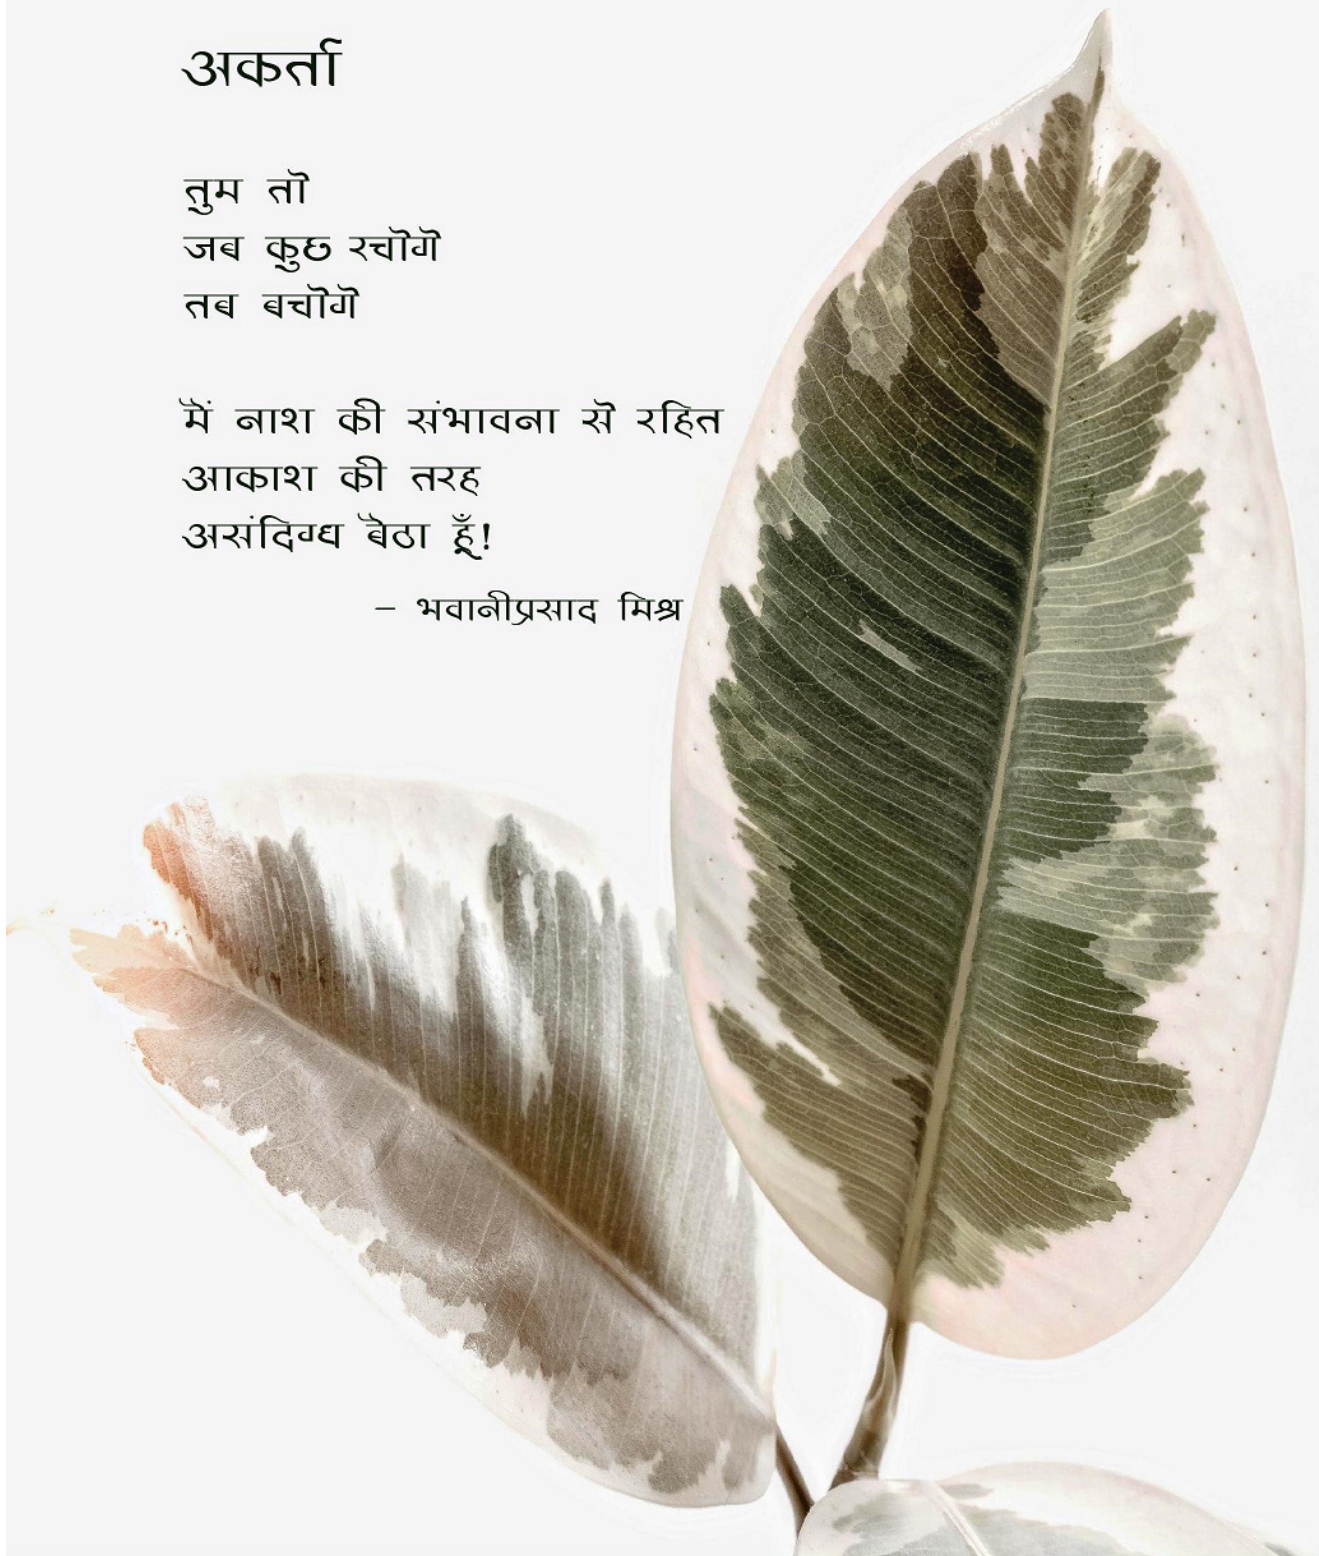 अकर्ता
तुम तो
जब कुछ रचोगे
तब बचोगे
मैं नाश की संभावना से रहित
आकाश की तरह
असंदिग्ध बैठा हूँ!
– भवानीप्रसाद मिश्र